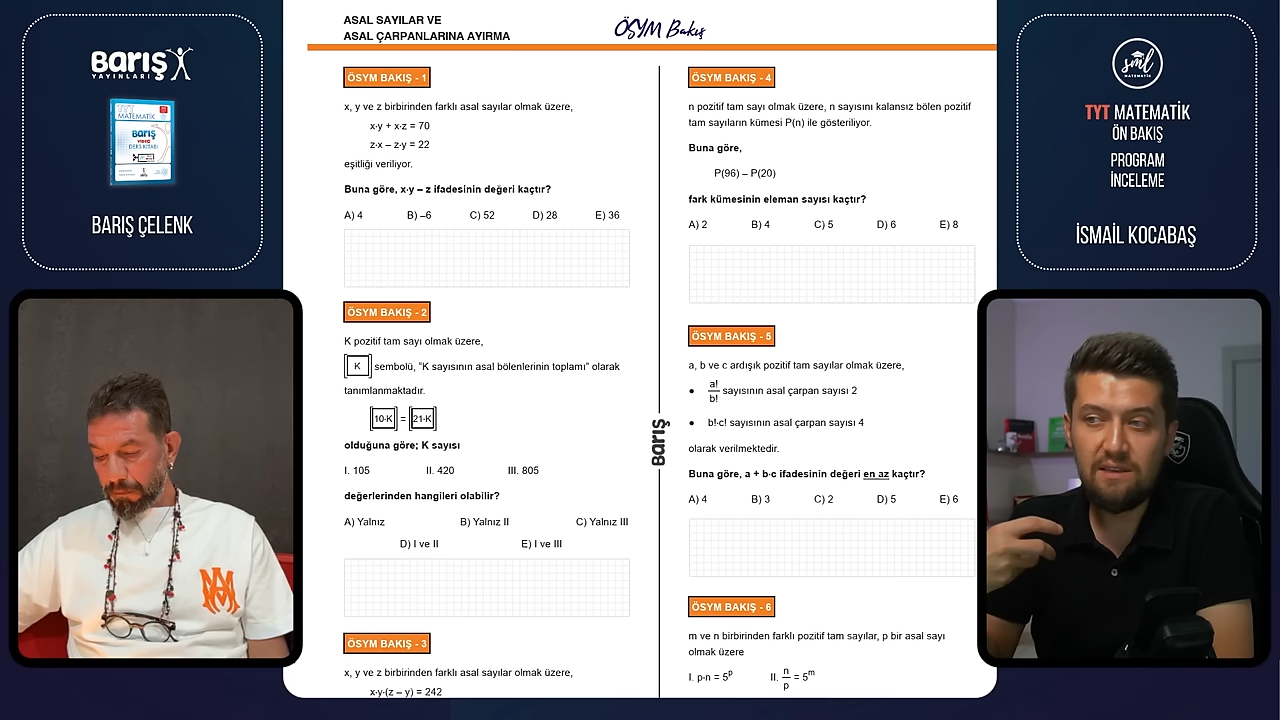 BARIŞ
YAYINLARI
MATEMATİK
BARIŞ
DERS KİTABI
BARIŞ ÇELENK
ASAL SAYILAR VE
ASAL ÇARPANLARINA AYIRMA
ÖSYM Bakış
ÖSYM BAKIŞ - 1
x, y ve z birbirinden farklı asal sayılar olmak üzere,
x·y + x·z = 70
z·x – z·y = 22
eşitliği veriliyor.
Buna göre, x·y – z ifadesinin değeri kaçtır?
A) 4 B) –6 C) 52 D) 28 E) 36
ÖSYM BAKIŞ - 2
K pozitif tam sayı olmak üzere,
K sembolü, “K sayısının asal bölenlerinin toplamı” olarak
tanımlanmaktadır.
10·K = 21·K
olduğuna göre; K sayısı
I. 105 II. 420 III. 805
değerlerinden hangileri olabilir?
A) Yalnız B) Yalnız II C) Yalnız III
D) I ve II E) I ve III
ÖSYM BAKIŞ - 3
x, y ve z birbirinden farklı asal sayılar olmak üzere,
x·y·(z – y) = 242
BARIŞ
ÖSYM BAKIŞ - 4
n pozitif tam sayı olmak üzere, n sayısını kalansız bölen pozitif
tam sayıların kümesi P(n) ile gösteriliyor.
Buna göre,
P(96) – P(20)
fark kümesinin eleman sayısı kaçtır?
A) 2 B) 4 C) 5 D) 6 E) 8
ÖSYM BAKIŞ - 5
a, b ve c ardışık pozitif tam sayılar olmak üzere,
• a!/b! sayısının asal çarpan sayısı 2
• b!·c! sayısının asal çarpan sayısı 4
olarak verilmektedir.
Buna göre, a + b·c ifadesinin değeri en az kaçtır?
A) 4 B) 3 C) 2 D) 5 E) 6
ÖSYM BAKIŞ - 6
m ve n birbirinden farklı pozitif tam sayılar, p bir asal sayı
olmak üzere
I. p·n = 5^p II. n/p = 5^m
sml
MATEMATİK
TYT MATEMATİK
ÖN BAKIŞ
PROGRAM
İNCELEME
İSMAİL KOCABAŞ